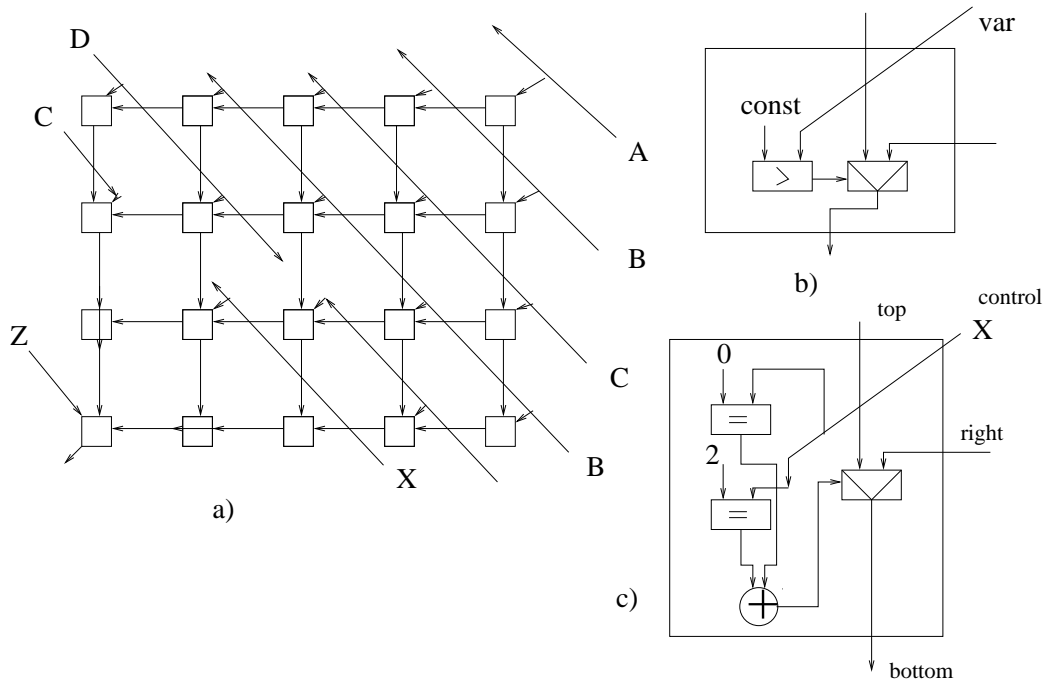 D
C
A
B
Z
C
B
X
a)
var
const
>
b)
control
top
X
0
=
right
2
=
+
c)
bottom